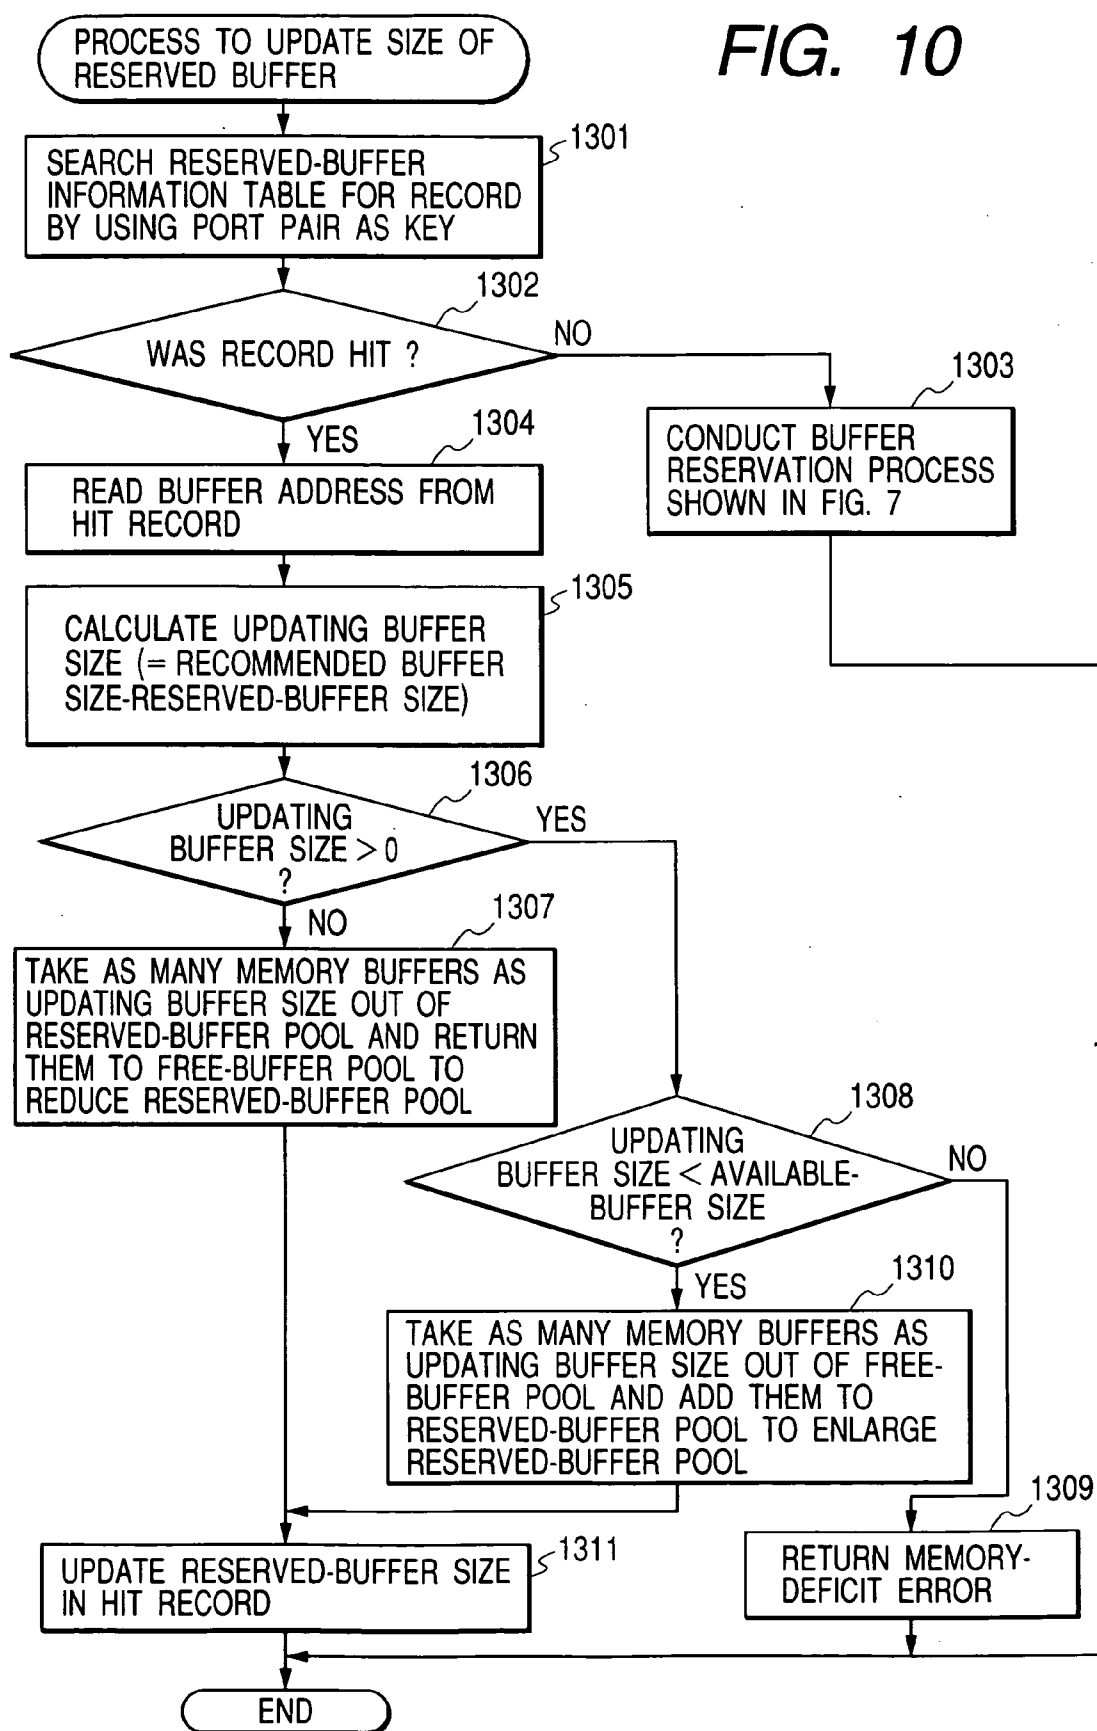 PROCESS TO UPDATE SIZE OF
RESERVED BUFFER
FIG. 10
1301
SEARCH RESERVED-BUFFER
INFORMATION TABLE FOR RECORD
BY USING PORT PAIR AS KEY
1302
WAS RECORD HIT ?
NO
1303
CONDUCT BUFFER
RESERVATION PROCESS
SHOWN IN FIG. 7
YES
1304
READ BUFFER ADDRESS FROM
HIT RECORD
1305
CALCULATE UPDATING BUFFER
SIZE (= RECOMMENDED BUFFER
SIZE-RESERVED-BUFFER SIZE)
1306
UPDATING
BUFFER SIZE > 0
?
YES
NO
1307
TAKE AS MANY MEMORY BUFFERS AS
UPDATING BUFFER SIZE OUT OF
RESERVED-BUFFER POOL AND RETURN
THEM TO FREE-BUFFER POOL TO
REDUCE RESERVED-BUFFER POOL
1308
UPDATING
BUFFER SIZE < AVAILABLE-
BUFFER SIZE
?
NO
YES
1310
TAKE AS MANY MEMORY BUFFERS AS
UPDATING BUFFER SIZE OUT OF FREE-
BUFFER POOL AND ADD THEM TO
RESERVED-BUFFER POOL TO ENLARGE
RESERVED-BUFFER POOL
1309
RETURN MEMORY-
DEFICIT ERROR
1311
UPDATE RESERVED-BUFFER SIZE
IN HIT RECORD
END